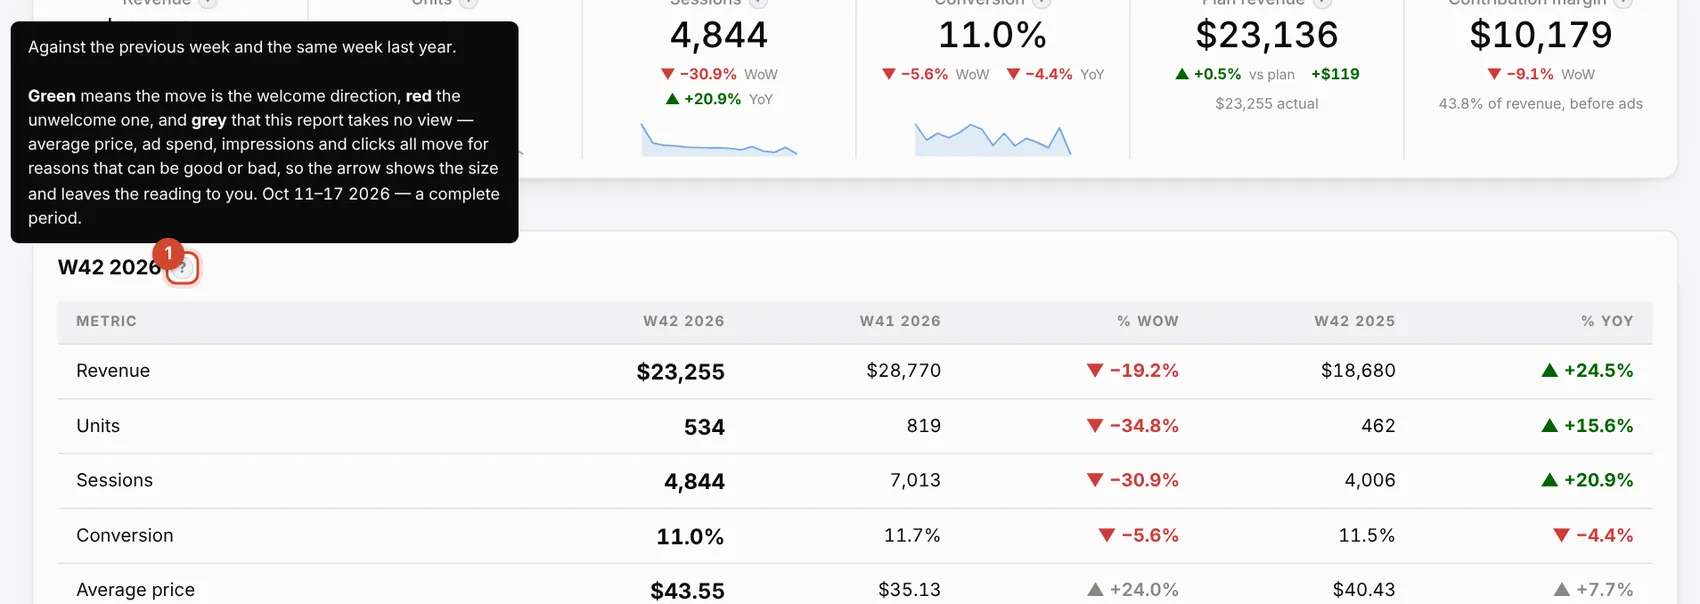 Revenue ?
Units ?
Sessions ?
Conversion ?
Plan revenue ?
Contribution margin ?
4,844
▼ −30.9% WoW
▲ +20.9% YoY
11.0%
▼ −5.6% WoW ▼ −4.4% YoY
$23,136
▲ +0.5% vs plan +$119
$23,255 actual
$10,179
▼ −9.1% WoW
43.8% of revenue, before ads
Against the previous week and the same week last year.
Green means the move is the welcome direction, red the
unwelcome one, and grey that this report takes no view —
average price, ad spend, impressions and clicks all move for
reasons that can be good or bad, so the arrow shows the size
and leaves the reading to you. Oct 11–17 2026 — a complete
period.
1
W42 2026 ?
METRIC W42 2026 W41 2026 % WOW W42 2025 % YOY
Revenue $23,255 $28,770 ▼ −19.2% $18,680 ▲ +24.5%
Units 534 819 ▼ −34.8% 462 ▲ +15.6%
Sessions 4,844 7,013 ▼ −30.9% 4,006 ▲ +20.9%
Conversion 11.0% 11.7% ▼ −5.6% 11.5% ▼ −4.4%
Average price $43.55 $35.13 ▲ +24.0% $40.43 ▲ +7.7%